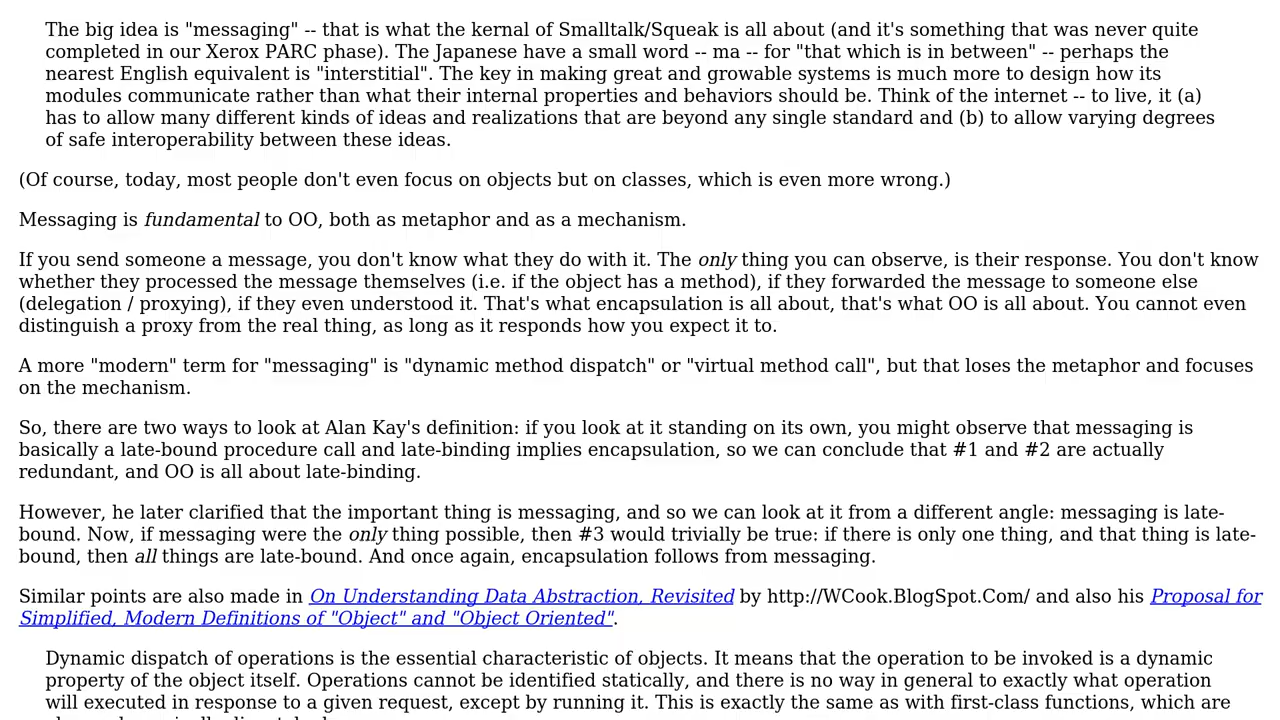 The big idea is "messaging" -- that is what the kernal of Smalltalk/Squeak is all about (and it's something that was never quite
completed in our Xerox PARC phase). The Japanese have a small word -- ma -- for "that which is in between" -- perhaps the
nearest English equivalent is "interstitial". The key in making great and growable systems is much more to design how its
modules communicate rather than what their internal properties and behaviors should be. Think of the internet -- to live, it (a)
has to allow many different kinds of ideas and realizations that are beyond any single standard and (b) to allow varying degrees
of safe interoperability between these ideas.
(Of course, today, most people don't even focus on objects but on classes, which is even more wrong.)
Messaging is fundamental to OO, both as metaphor and as a mechanism.
If you send someone a message, you don't know what they do with it. The only thing you can observe, is their response. You don't know
whether they processed the message themselves (i.e. if the object has a method), if they forwarded the message to someone else
(delegation / proxying), if they even understood it. That's what encapsulation is all about, that's what OO is all about. You cannot even
distinguish a proxy from the real thing, as long as it responds how you expect it to.
A more "modern" term for "messaging" is "dynamic method dispatch" or "virtual method call", but that loses the metaphor and focuses
on the mechanism.
So, there are two ways to look at Alan Kay's definition: if you look at it standing on its own, you might observe that messaging is
basically a late-bound procedure call and late-binding implies encapsulation, so we can conclude that #1 and #2 are actually
redundant, and OO is all about late-binding.
However, he later clarified that the important thing is messaging, and so we can look at it from a different angle: messaging is late-
bound. Now, if messaging were the only thing possible, then #3 would trivially be true: if there is only one thing, and that thing is late-
bound, then all things are late-bound. And once again, encapsulation follows from messaging.
Similar points are also made in On Understanding Data Abstraction, Revisited by http://WCook.BlogSpot.Com/ and also his Proposal for
Simplified, Modern Definitions of "Object" and "Object Oriented".
Dynamic dispatch of operations is the essential characteristic of objects. It means that the operation to be invoked is a dynamic
property of the object itself. Operations cannot be identified statically, and there is no way in general to exactly what operation
will executed in response to a given request, except by running it. This is exactly the same as with first-class functions, which are